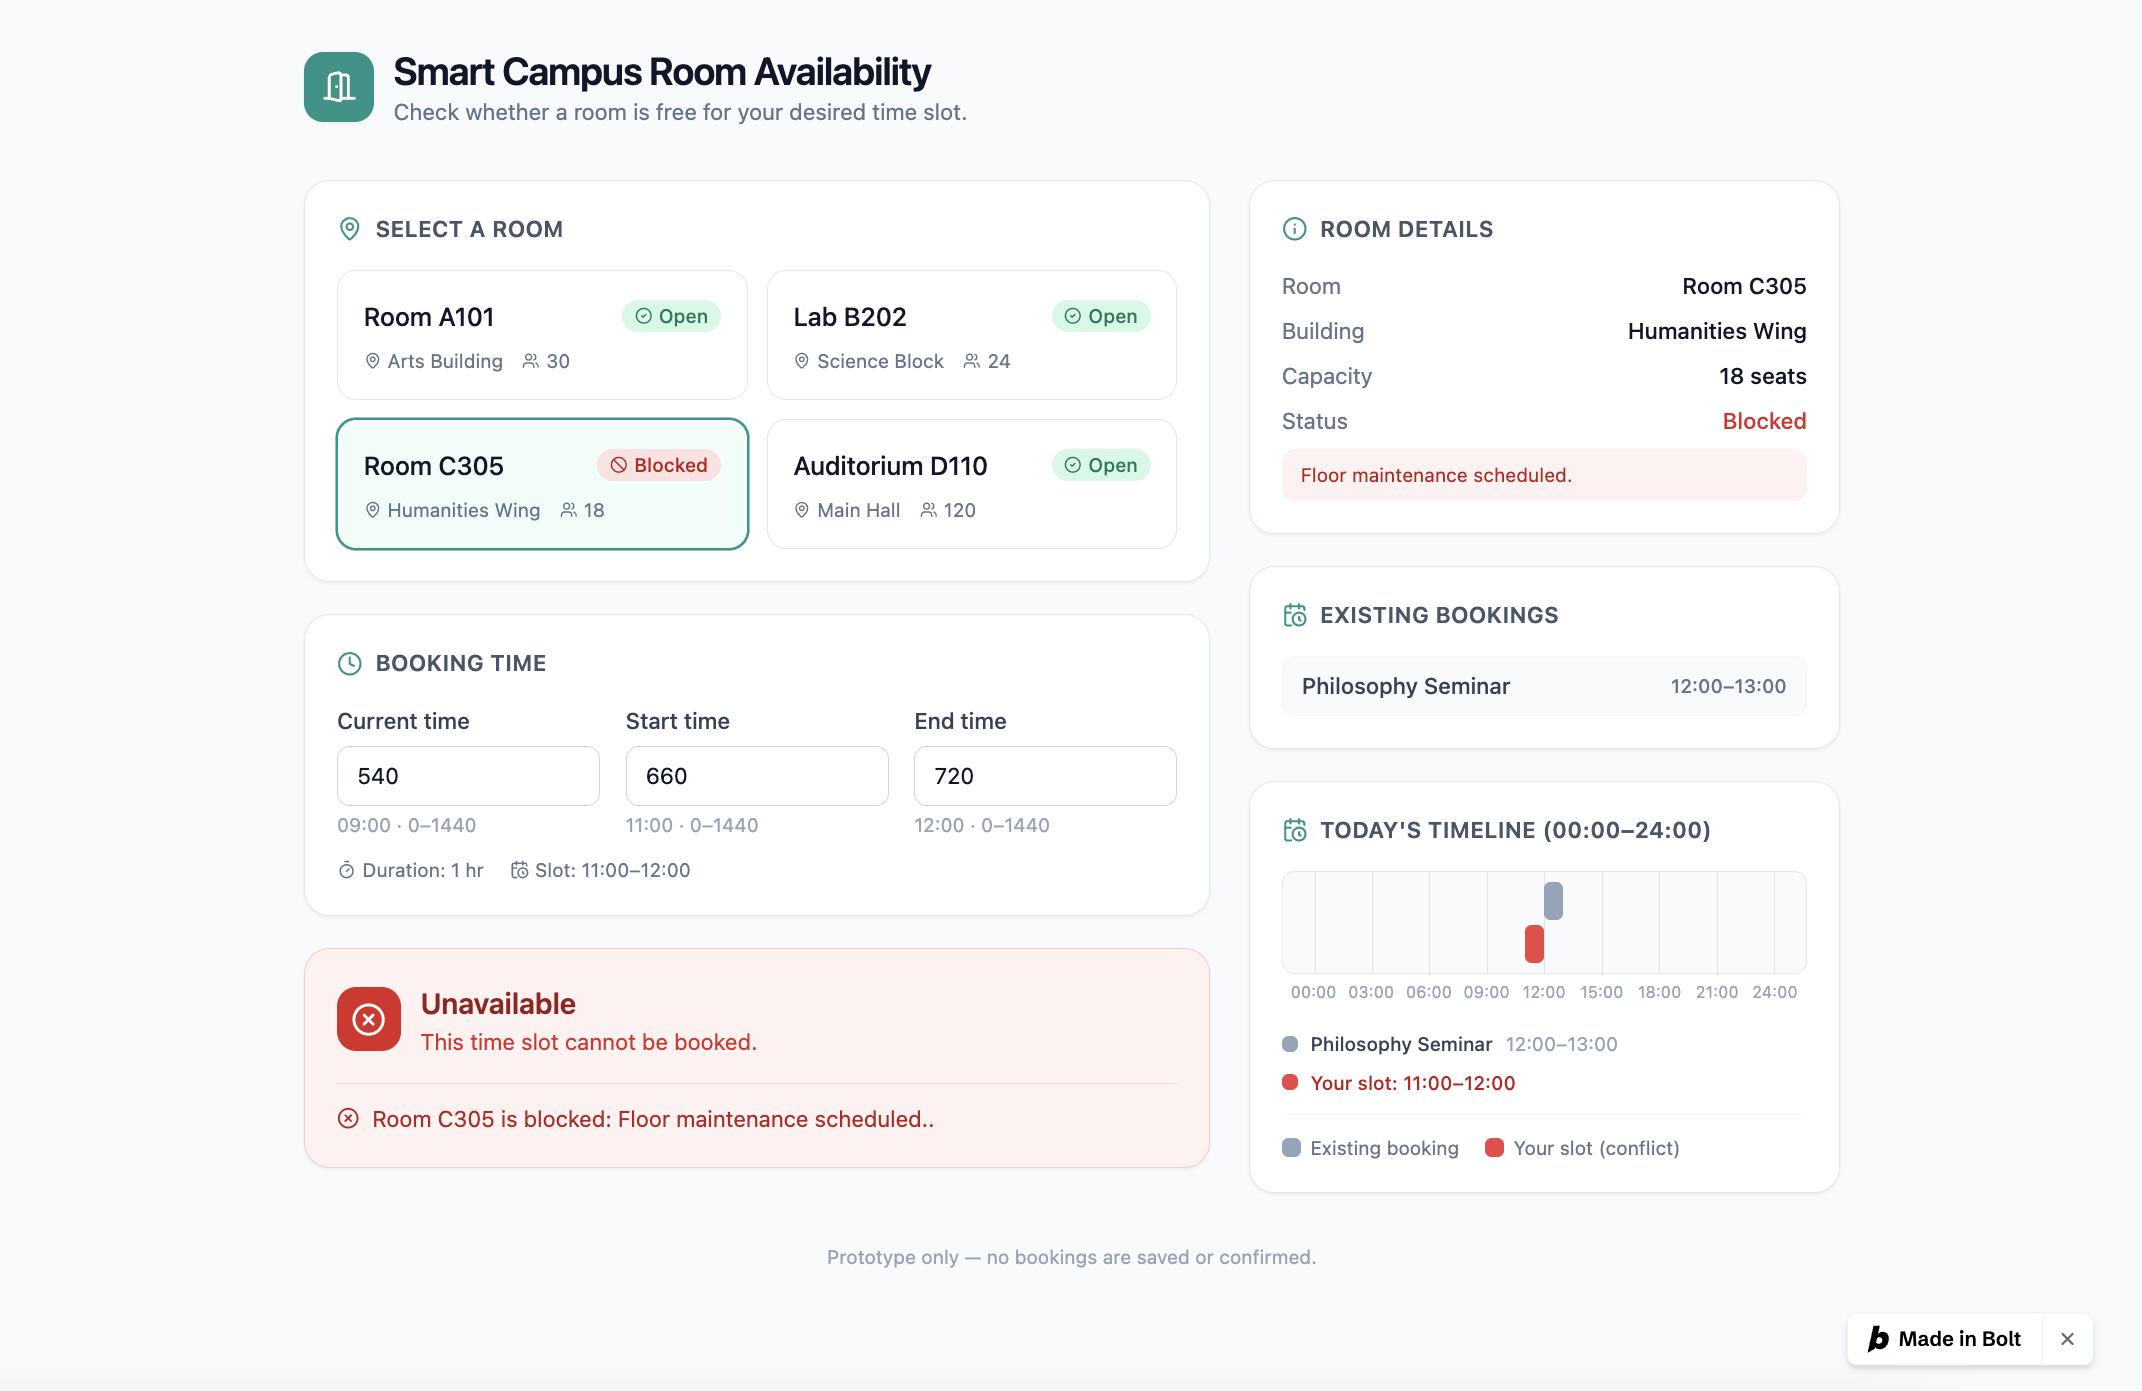 Smart Campus Room Availability
Check whether a room is free for your desired time slot.
SELECT A ROOM
Room A101
Open
Arts Building
30
Lab B202
Open
Science Block
24
Room C305
Blocked
Humanities Wing
18
Auditorium D110
Open
Main Hall
120
BOOKING TIME
Current time
540
09:00 · 0–1440
Start time
660
11:00 · 0–1440
End time
720
12:00 · 0–1440
Duration: 1 hr
Slot: 11:00–12:00
Unavailable
This time slot cannot be booked.
Room C305 is blocked: Floor maintenance scheduled..
ROOM DETAILS
Room
Room C305
Building
Humanities Wing
Capacity
18 seats
Status
Blocked
Floor maintenance scheduled.
EXISTING BOOKINGS
Philosophy Seminar
12:00–13:00
TODAY'S TIMELINE (00:00–24:00)
00:00 03:00 06:00 09:00 12:00 15:00 18:00 21:00 24:00
Philosophy Seminar 12:00–13:00
Your slot: 11:00–12:00
Existing booking
Your slot (conflict)
Prototype only — no bookings are saved or confirmed.
b Made in Bolt